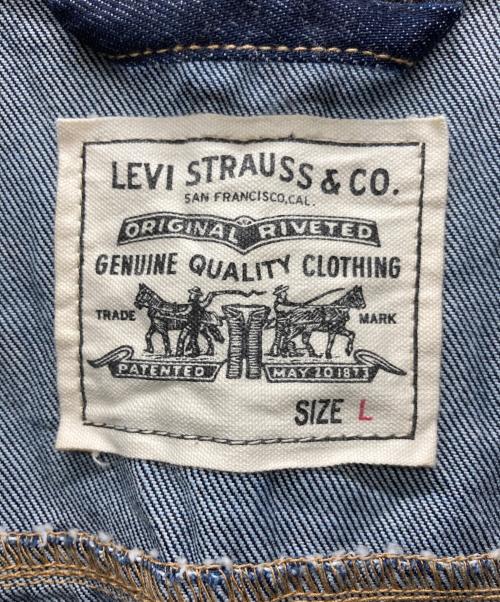 LEVI STRAUSS & CO.
SAN FRANCISCO, CAL.
ORIGINAL RIVETED
GENUINE QUALITY CLOTHING
TRADE MARK
PATENTED MAY 20 1873
SIZE L